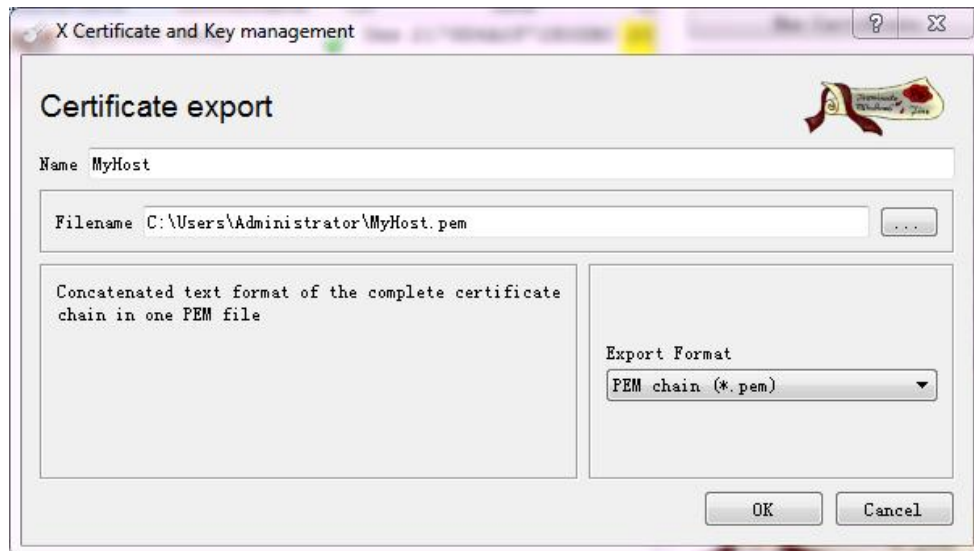 X Certificate and Key management
Certificate export
Name MyHost
Filename C:\Users\Administrator\MyHost.pem
...
Concatenated text format of the complete certificate
chain in one PEM file
Export Format
PEM chain (*.pem)
OK
Cancel